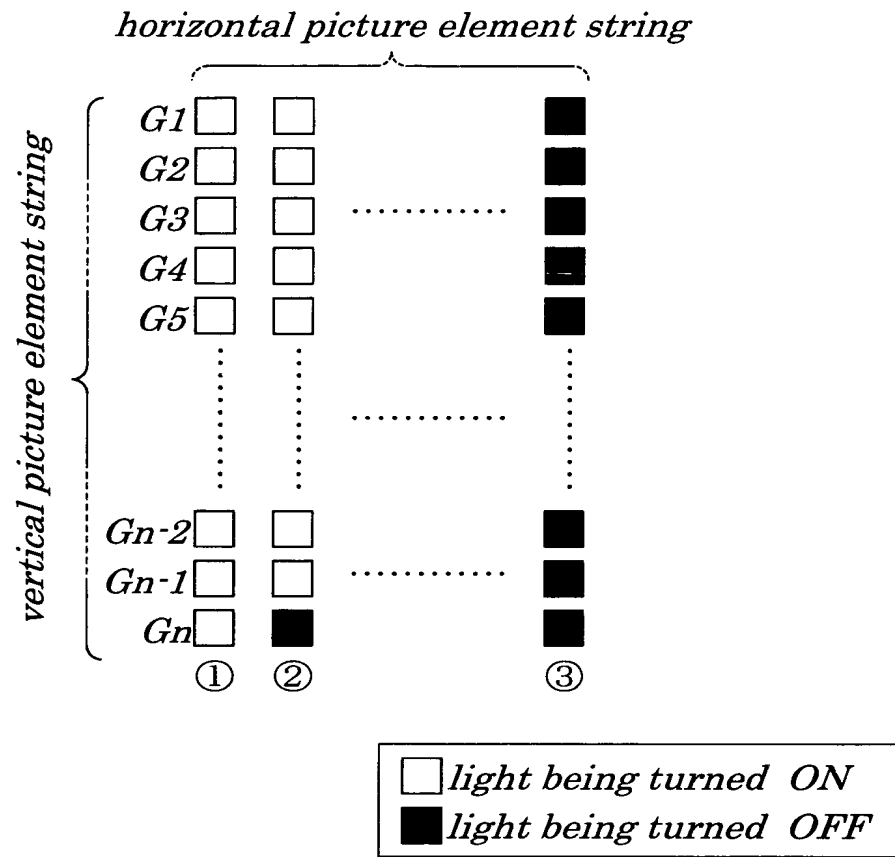 horizontal picture element string
vertical picture element string
G1
G2
G3
G4
G5
Gn-2
Gn-1
Gn
① ② ③
light being turned ON
light being turned OFF